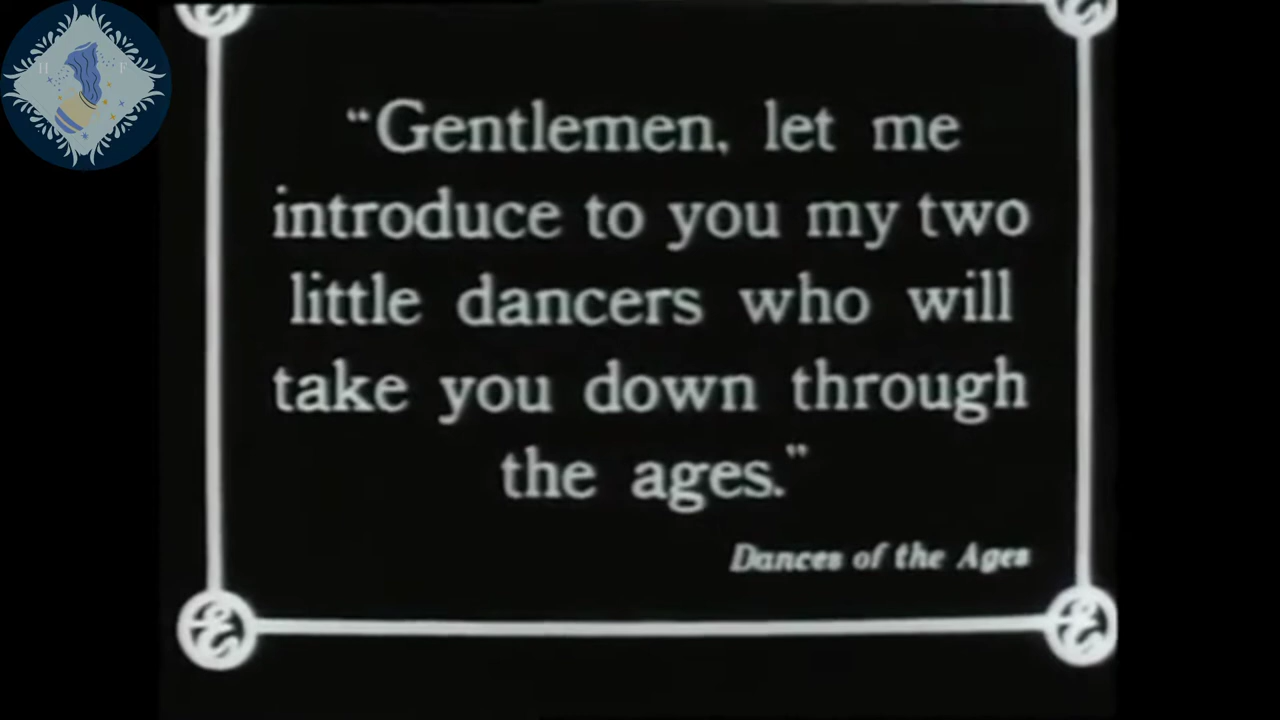 H F
“Gentlemen, let me
introduce to you my two
little dancers who will
take you down through
the ages.”
Dances of the Ages